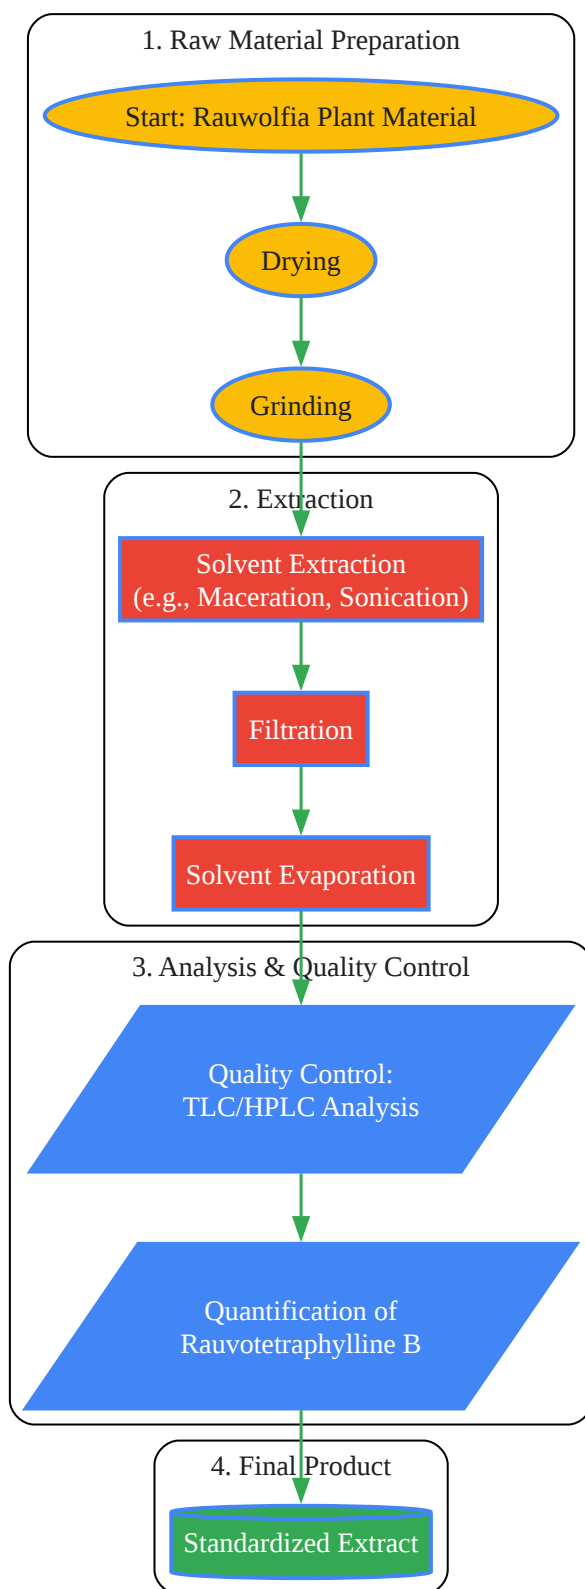 1. Raw Material Preparation
Start: Rauwolfia Plant Material
Drying
Grinding
2. Extraction
Solvent Extraction
(e.g., Maceration, Sonication)
Filtration
Solvent Evaporation
3. Analysis & Quality Control
Quality Control:
TLC/HPLC Analysis
Quantification of
Rauvotetraphylline B
4. Final Product
Standardized Extract